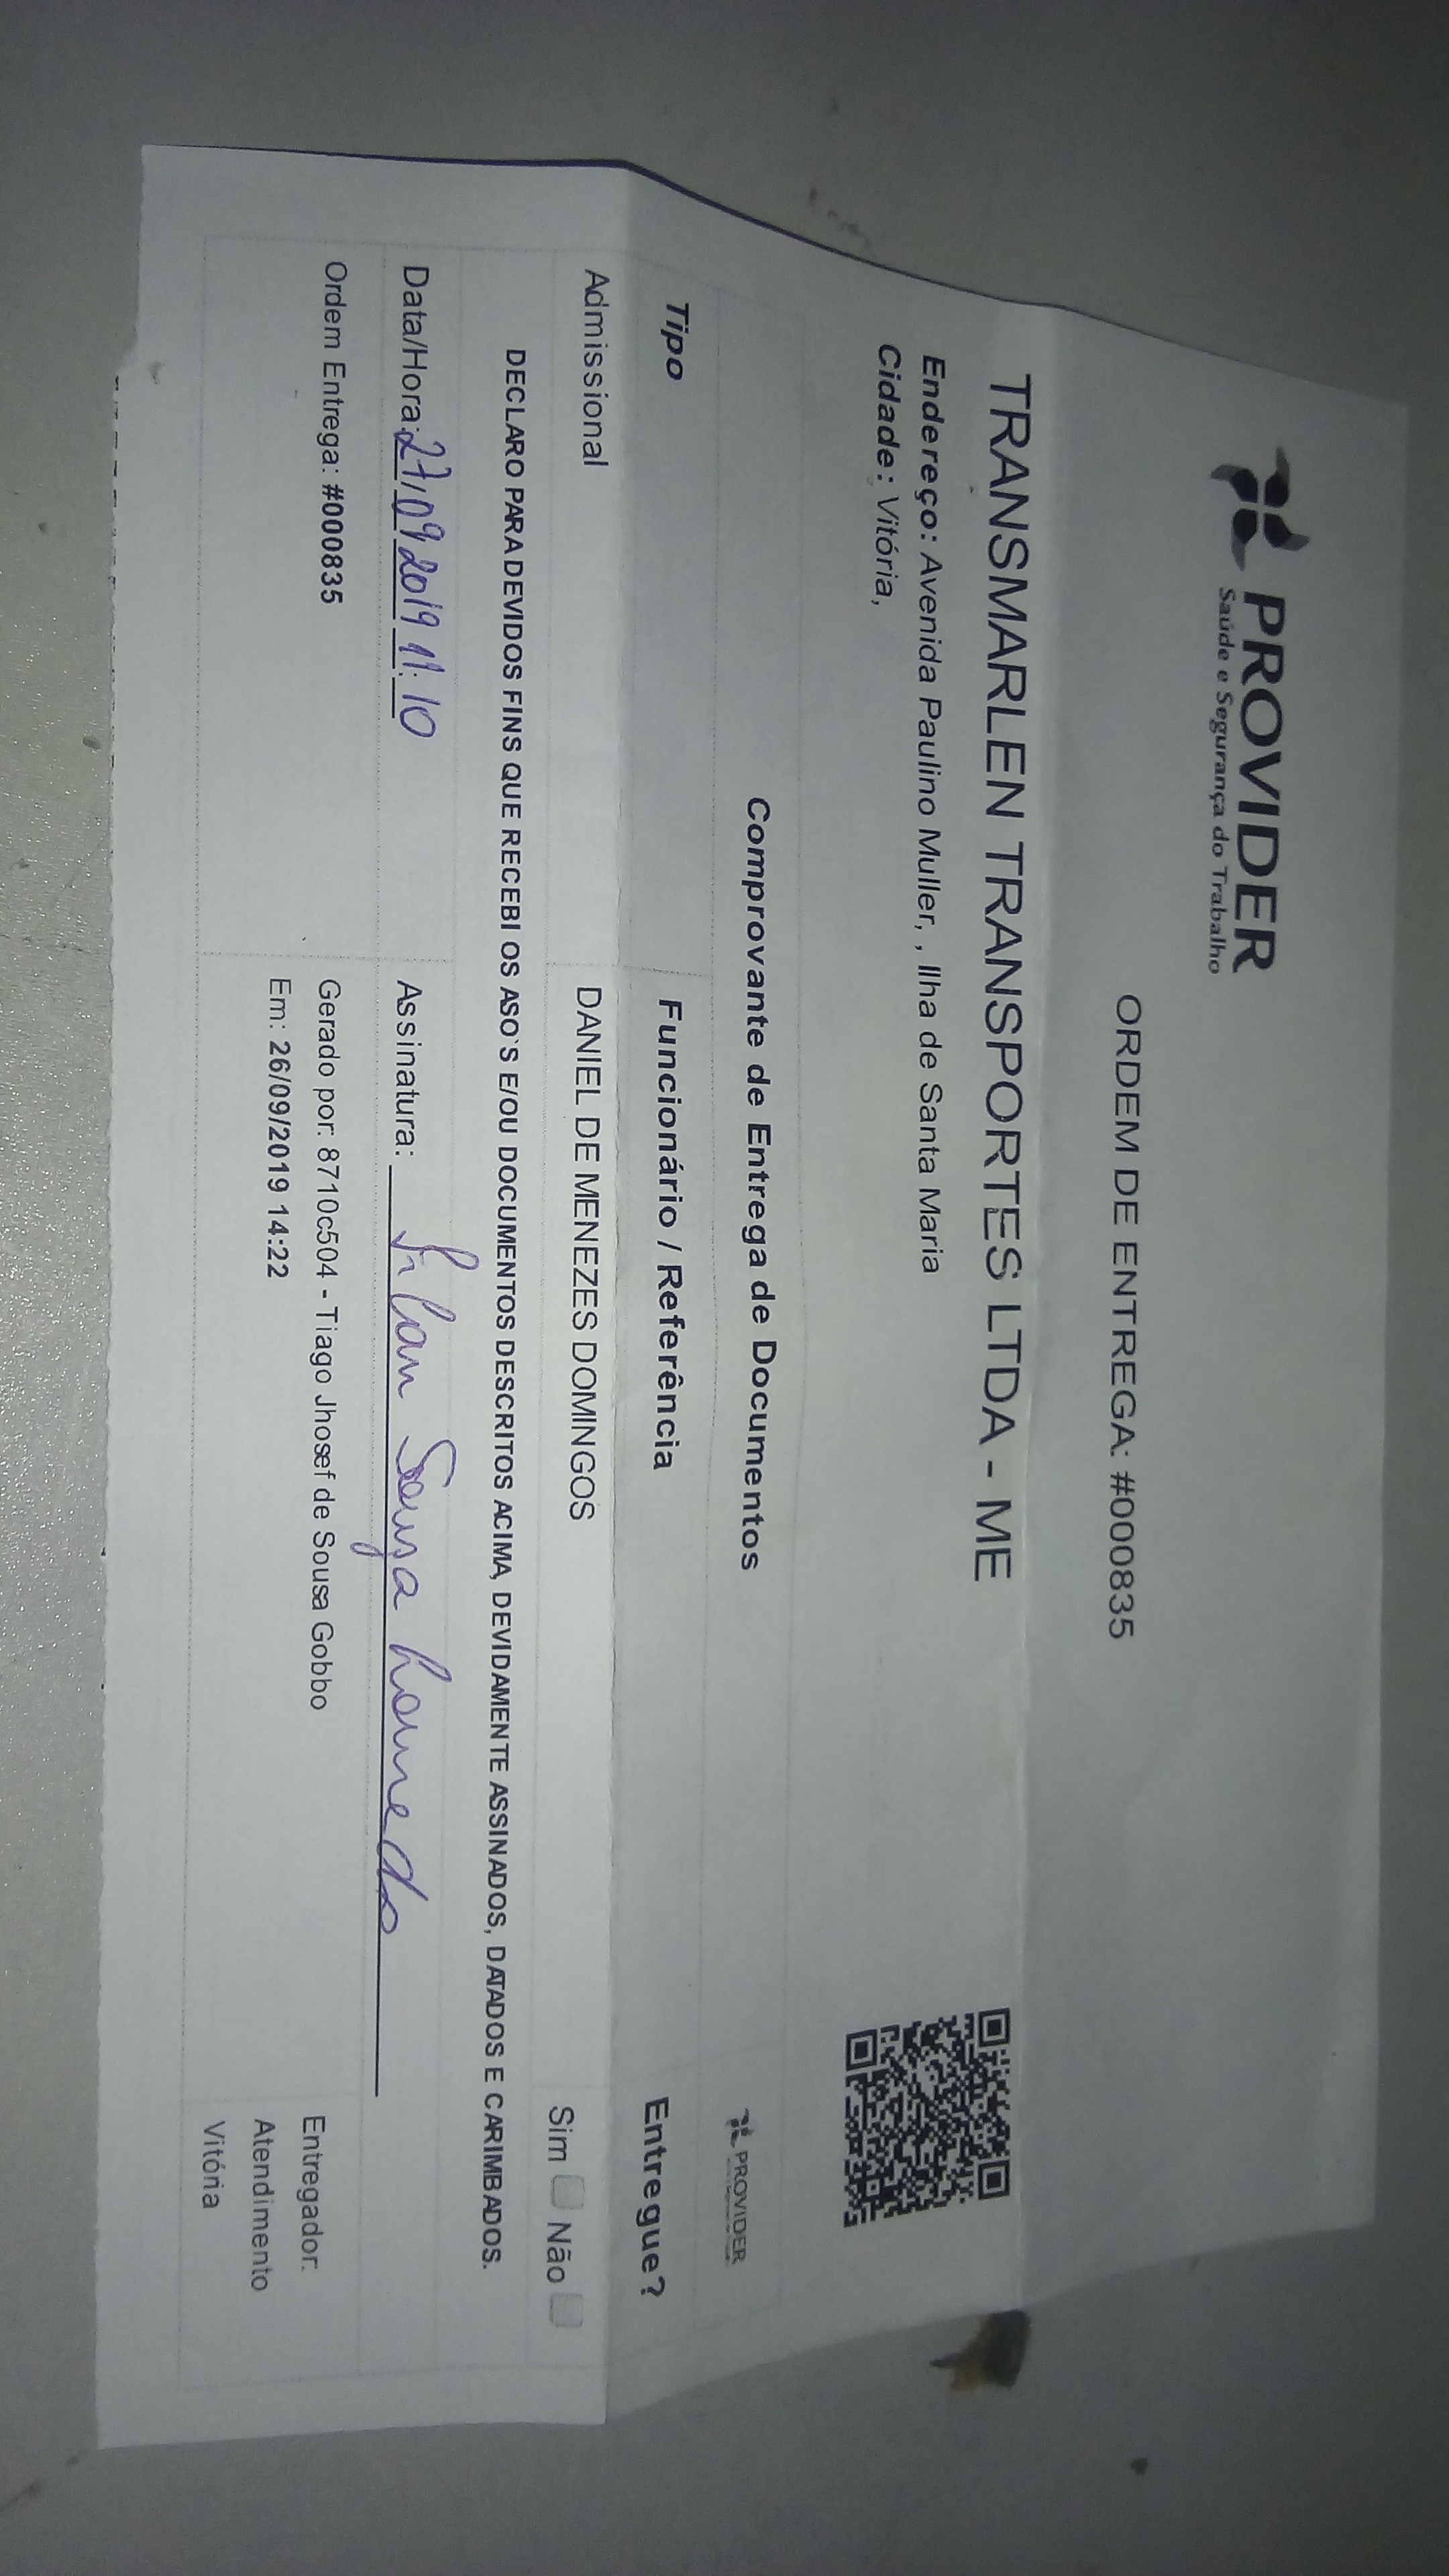 PROVIDER
Saúde e Segurança do Trabalho
ORDEM DE ENTREGA: #000835
TRANSMARLEN TRANSPORTES LTDA - ME
Endereço: Avenida Paulino Muller, , Ilha de Santa Maria
Cidade: Vitória,
Comprovante de Entrega de Documentos
PROVIDER
Tipo Funcionário / Referência Entregue?
Admissional DANIEL DE MENEZES DOMINGOS Sim Não
DECLARO PARA DEVIDOS FINS QUE RECEBI OS ASO`S E/OU DOCUMENTOS DESCRITOS ACIMA, DEVIDAMENTE ASSINADOS, DATADOS E CARIMBADOS.
Data/Hora: 27/09/2019 11:10 Assinatura: Souza
Ordem Entrega: #000835 Gerado por: 8710c504 - Tiago Jhosef de Sousa Gobbo Entregador:
Em: 26/09/2019 14:22 Atendimento
Vitória